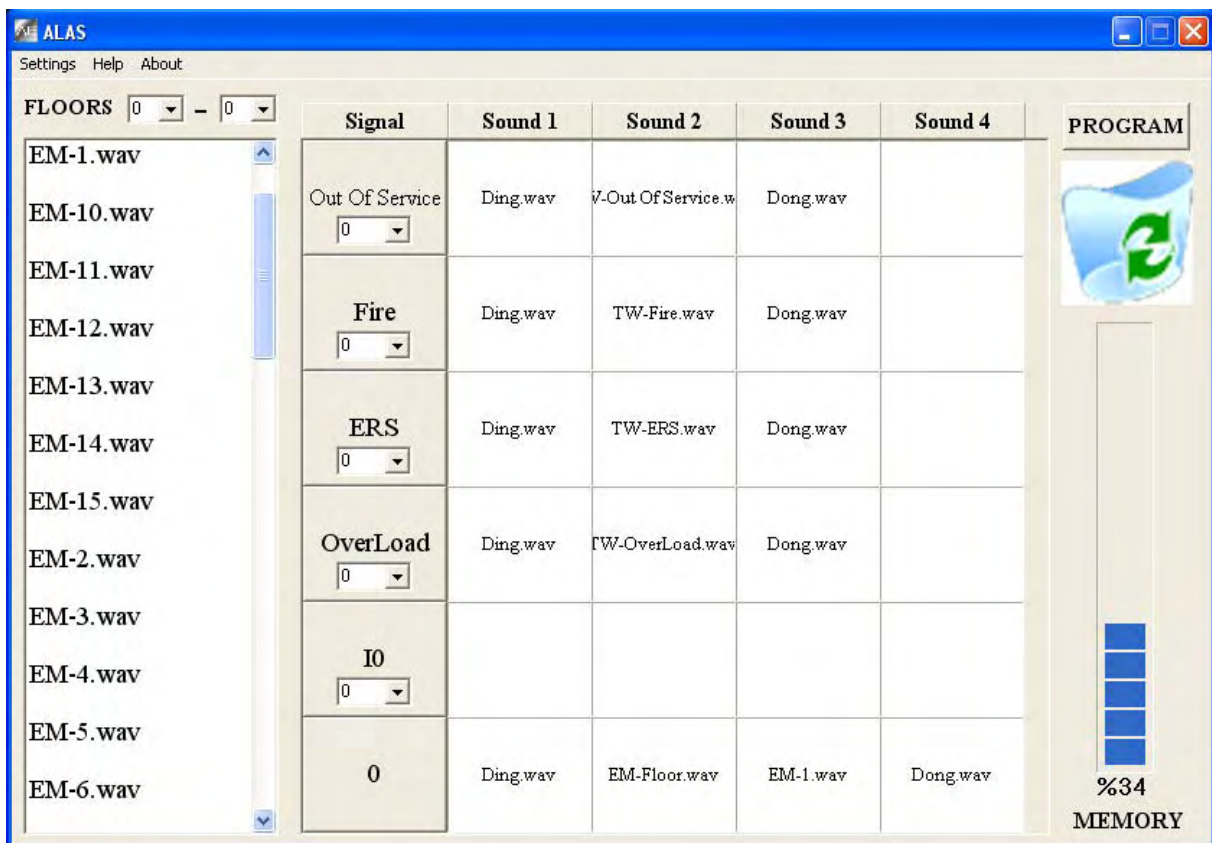 ALAS
Settings Help About
FLOORS 0 - 0
EM-1.wav
EM-10.wav
EM-11.wav
EM-12.wav
EM-13.wav
EM-14.wav
EM-15.wav
EM-2.wav
EM-3.wav
EM-4.wav
EM-5.wav
EM-6.wav
Signal Sound 1 Sound 2 Sound 3 Sound 4
Out Of Service Ding.wav V-Out Of Service.w Dong.wav
0
Fire Ding.wav TW-Fire.wav Dong.wav
0
ERS Ding.wav TW-ERS.wav Dong.wav
0
OverLoad Ding.wav TW-OverLoad.wav Dong.wav
0
I0
0
0 Ding.wav EM-Floor.wav EM-1.wav Dong.wav
PROGRAM
%34
MEMORY